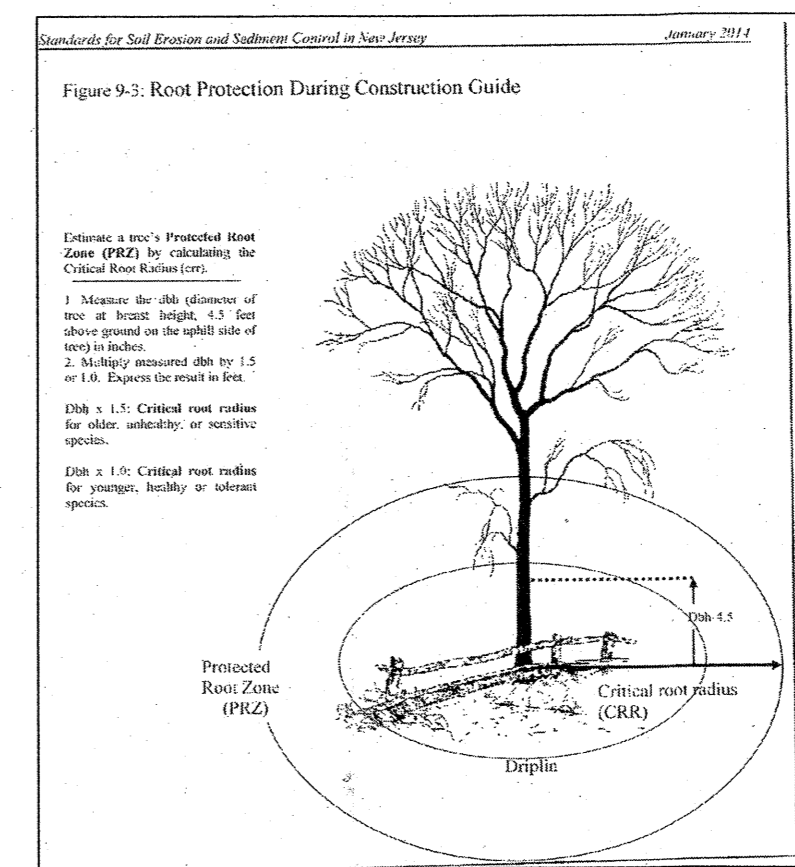 Standards for Soil Erosion and Sediment Control in New Jersey January 2014
Figure 9-3: Root Protection During Construction Guide
Estimate a tree's Protected Root
Zone (PRZ) by calculating the
Critical Root Radius (crr).
1 Measure the dbh (diameter of
tree at breast height, 4.5 feet
above ground on the uphill side of
tree) in inches.
2. Multiply measured dbh by 1.5
or 1.0. Express the result in feet.
Dbh x 1.5: Critical root radius
for older, unhealthy, or sensitive
species.
Dbh x 1.0: Critical root radius
for younger, healthy or tolerant
species.
Dbh 4.5
Protected
Root Zone
(PRZ)
Critical root radius
(CRR)
Driplin